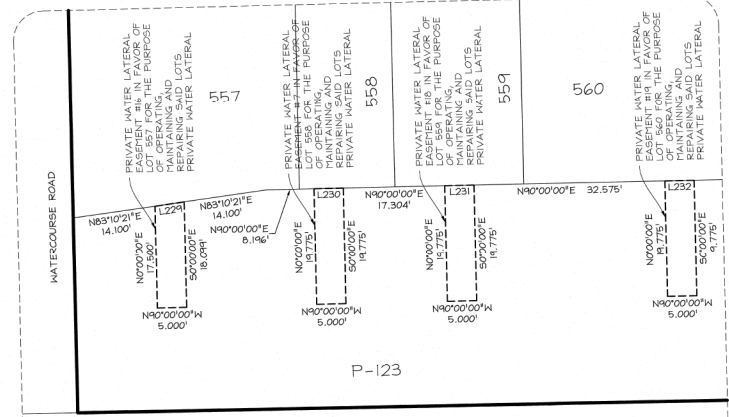 PRIVATE WATER LATERAL
EASEMENT #16 IN FAVOR OF
LOT 557 FOR THE PURPOSE
OF OPERATING,
MAINTAINING AND
REPAIRING SAID LOTS
PRIVATE WATER LATERAL
557
PRIVATE WATER LATERAL
EASEMENT #17 IN FAVOR OF
LOT 558 FOR THE PURPOSE
OF OPERATING,
MAINTAINING AND
REPAIRING SAID LOTS
PRIVATE WATER LATERAL
558
PRIVATE WATER LATERAL
EASEMENT #18 IN FAVOR OF
LOT 559 FOR THE PURPOSE
OF OPERATING,
MAINTAINING AND
REPAIRING SAID LOTS
PRIVATE WATER LATERAL
559
560
PRIVATE WATER LATERAL
EASEMENT #19 IN FAVOR OF
LOT 560 FOR THE PURPOSE
OF OPERATING,
MAINTAINING AND
REPAIRING SAID LOTS
PRIVATE WATER LATERAL
WATERCOURSE ROAD
N83°10'21"E
14.100'
L229
N83°10'21"E
14.100'
N90°00'00"E
8.196'
L230
N90°00'00"E
17.304'
L231
N90°00'00"E 32.575'
L232
N0°00'00"E
17.500'
S0°00'00"E
18.099'
N90°00'00"W
5.000'
N0°00'00"E
19.775'
S0°00'00"E
19.775'
N90°00'00"W
5.000'
N0°00'00"E
19.775'
S0°00'00"E
19.775'
N90°00'00"W
5.000'
N0°00'00"E
19.775'
S0°00'00"E
9.775'
N90°00'00"W
5.000'
P-123